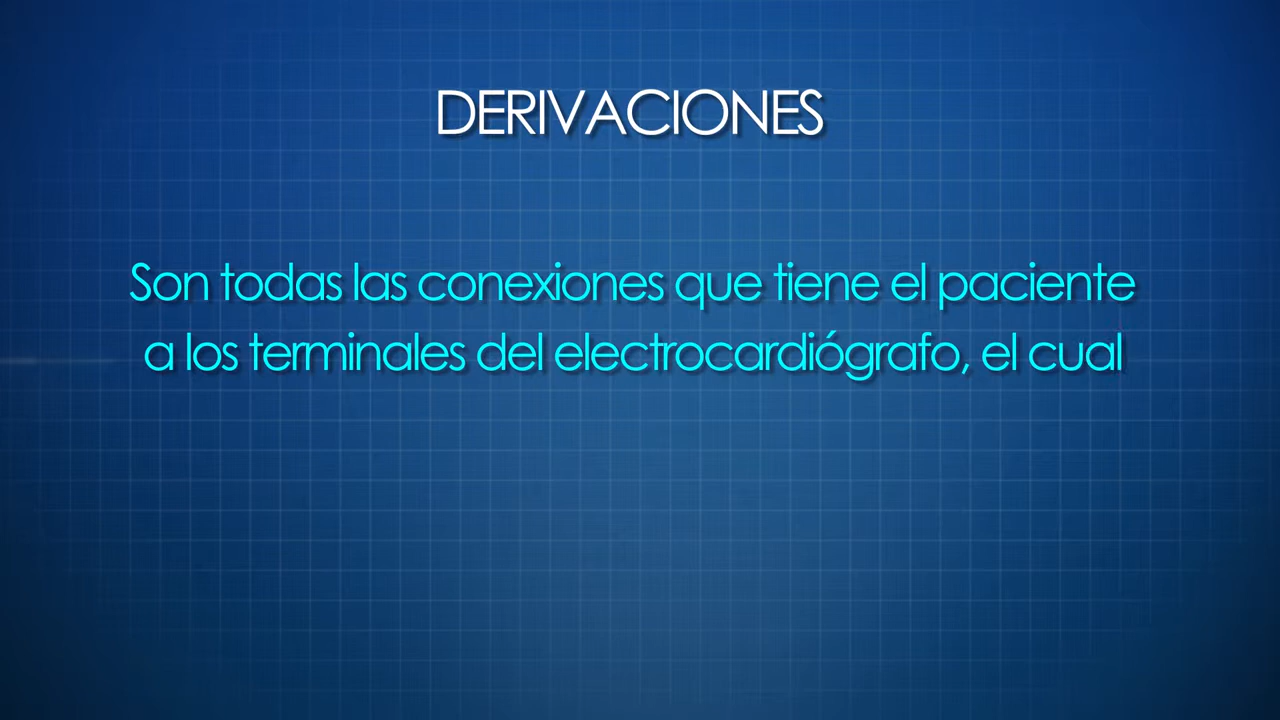 DERIVACIONES
Son todas las conexiones que tiene el paciente
a los terminales del electrocardiógrafo, el cual